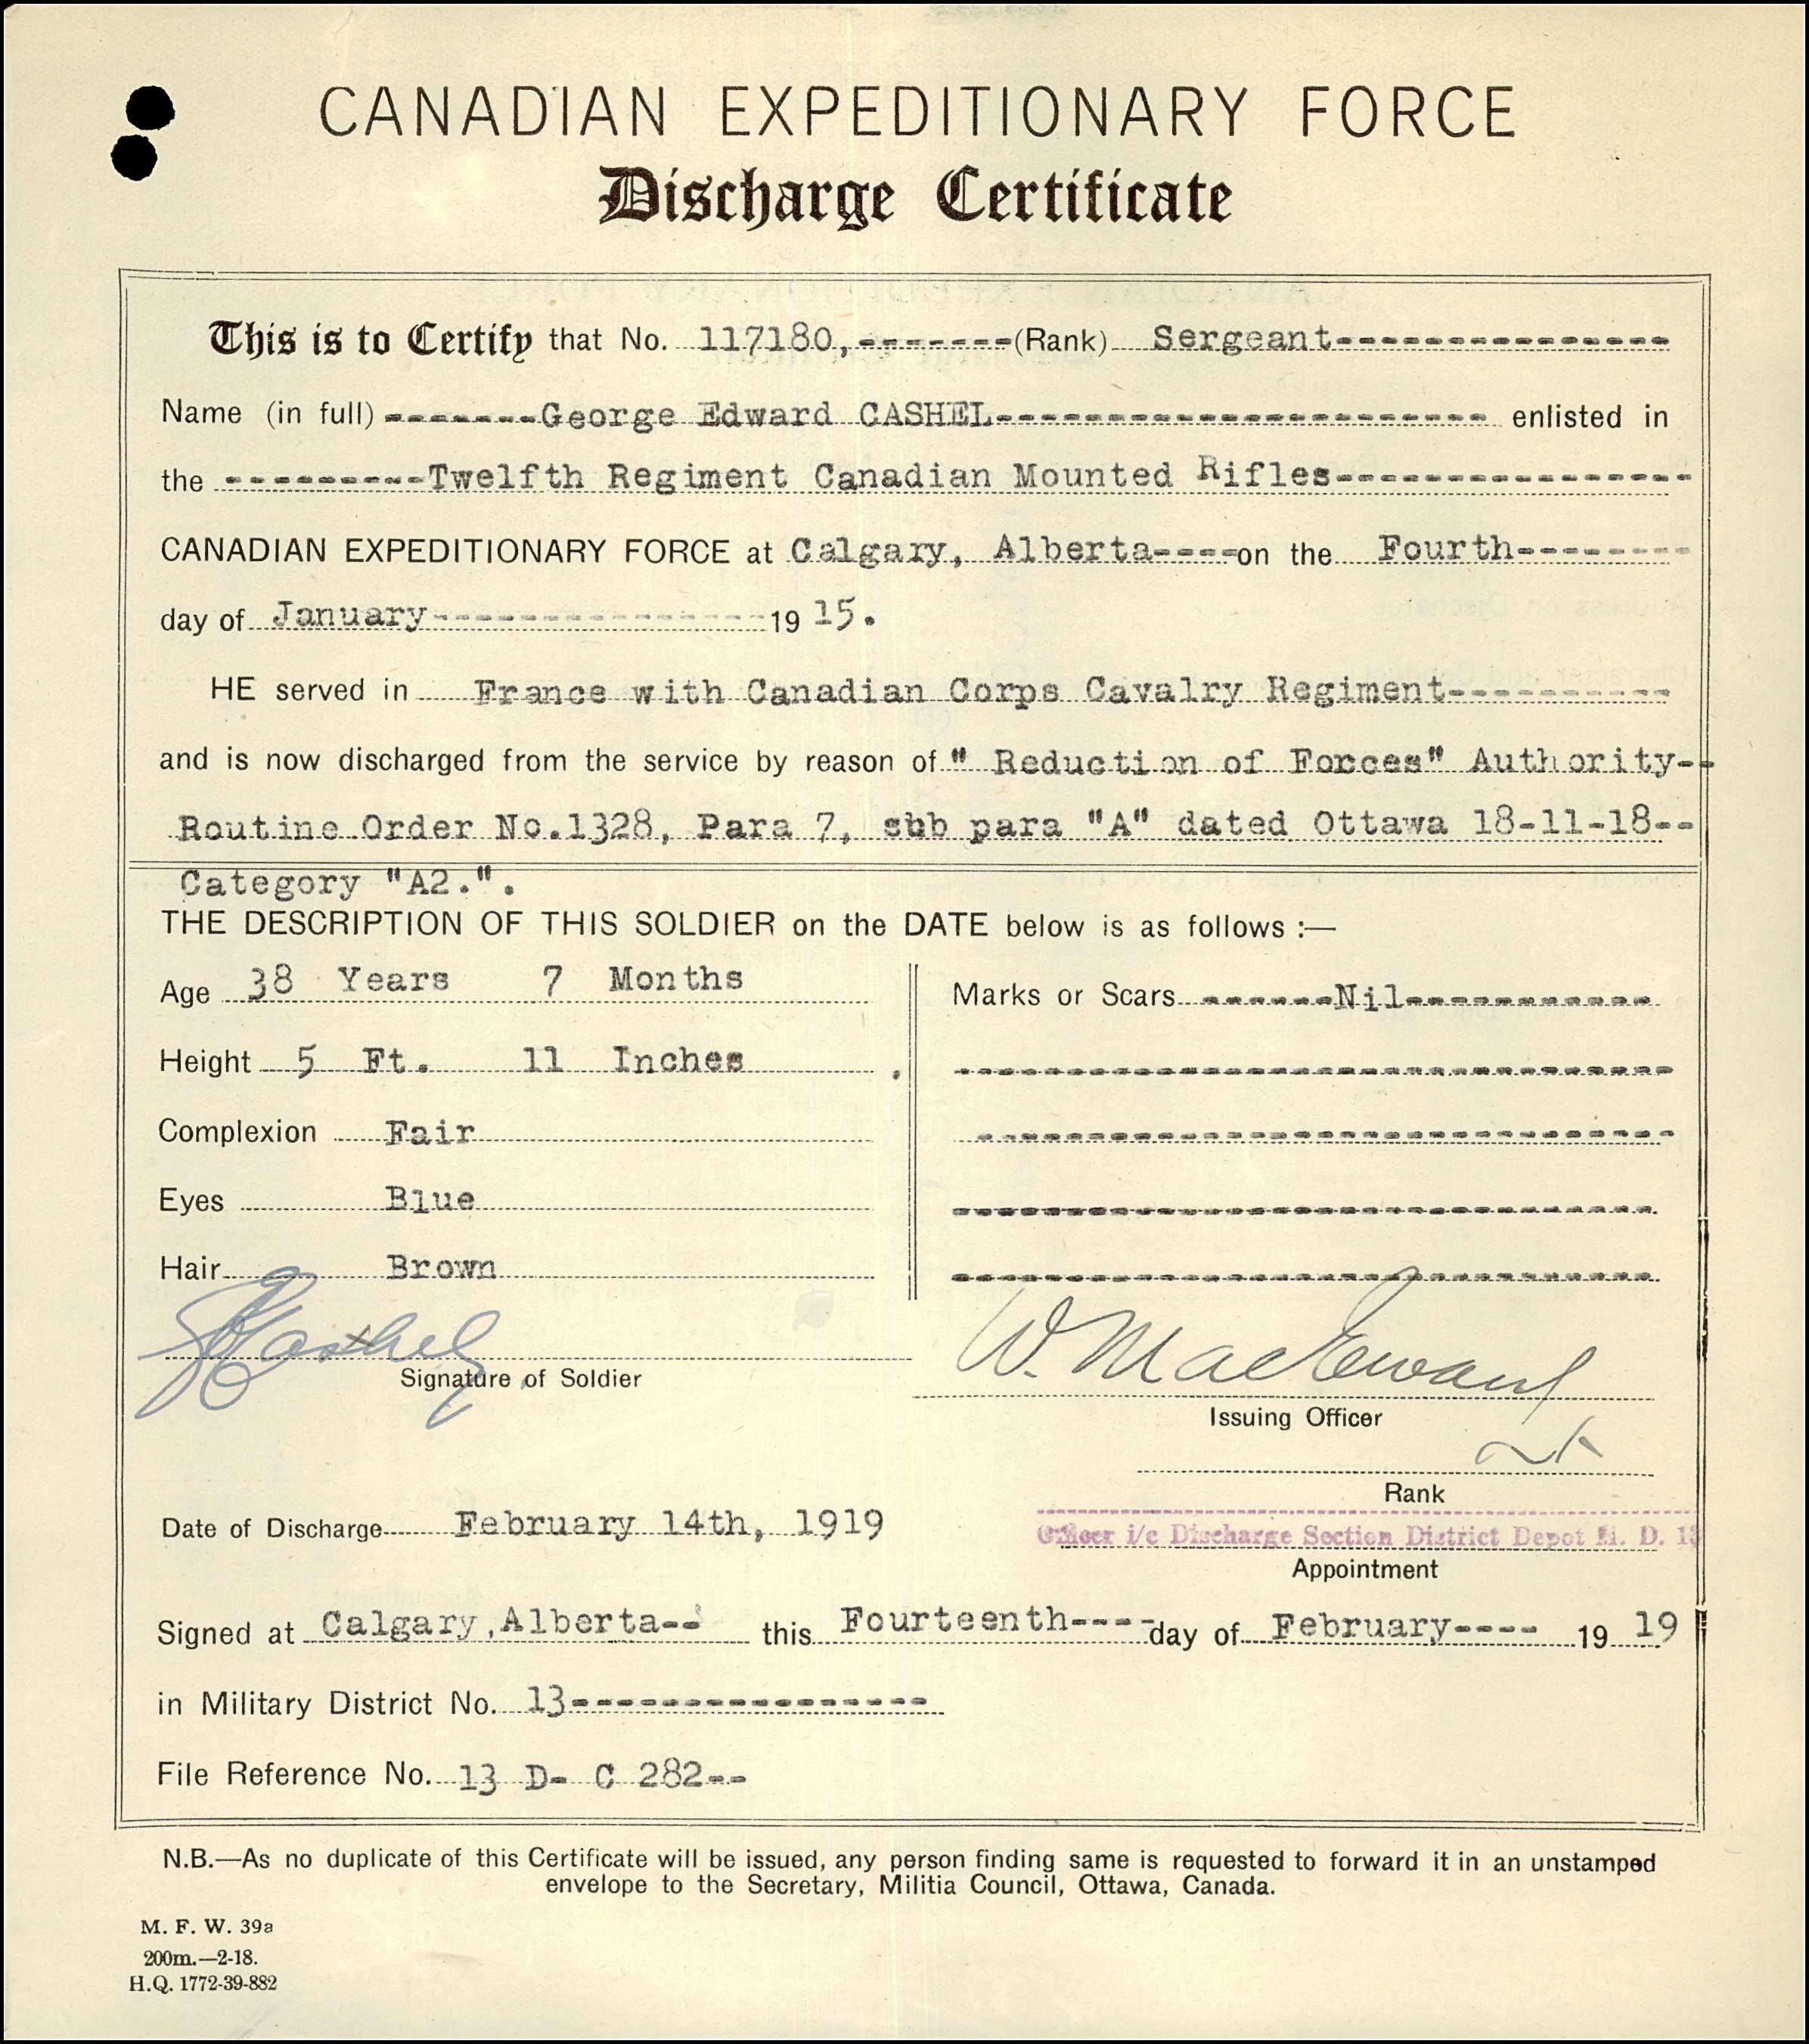 CANADIAN EXPEDITIONARY FORCE
Discharge Certificate
This is to Certify that No. 117180,-------(Rank) Sergeant----------------
Name (in full)-------George Edward CASHEL----------------------- enlisted in
the ---------Twelfth Regiment Canadian Mounted Rifles-----------------
CANADIAN EXPEDITIONARY FORCE at Calgary, Alberta----on the Fourth---------
day of January----------------1915.
HE served in France with Canadian Corps Cavalry Regiment-----------
and is now discharged from the service by reason of " Reduction of Forces" Authority--
Routine Order No.1328, Para 7, sbb para "A" dated Ottawa 18-11-18--
Category "A2.".
THE DESCRIPTION OF THIS SOLDIER on the DATE below is as follows :—
Age 38 Years 7 Months
Marks or Scars ------Nil-----------
Height 5 Ft. 11 Inches
Complexion Fair
Eyes Blue
Hair Brown
GECashel
Signature of Soldier
W. MacEwan
Issuing Officer
Rank
Date of Discharge February 14th, 1919
Officer i/c Discharge Section District Depot M. D. 13
Appointment
Signed at Calgary,Alberta-- this Fourteenth----day of February---- 19 19
in Military District No. 13----------------
File Reference No. 13 D- C 282--
N.B.—As no duplicate of this Certificate will be issued, any person finding same is requested to forward it in an unstamped
envelope to the Secretary, Militia Council, Ottawa, Canada.
M. F. W. 39a
200m.—2-18.
H.Q. 1772-39-882